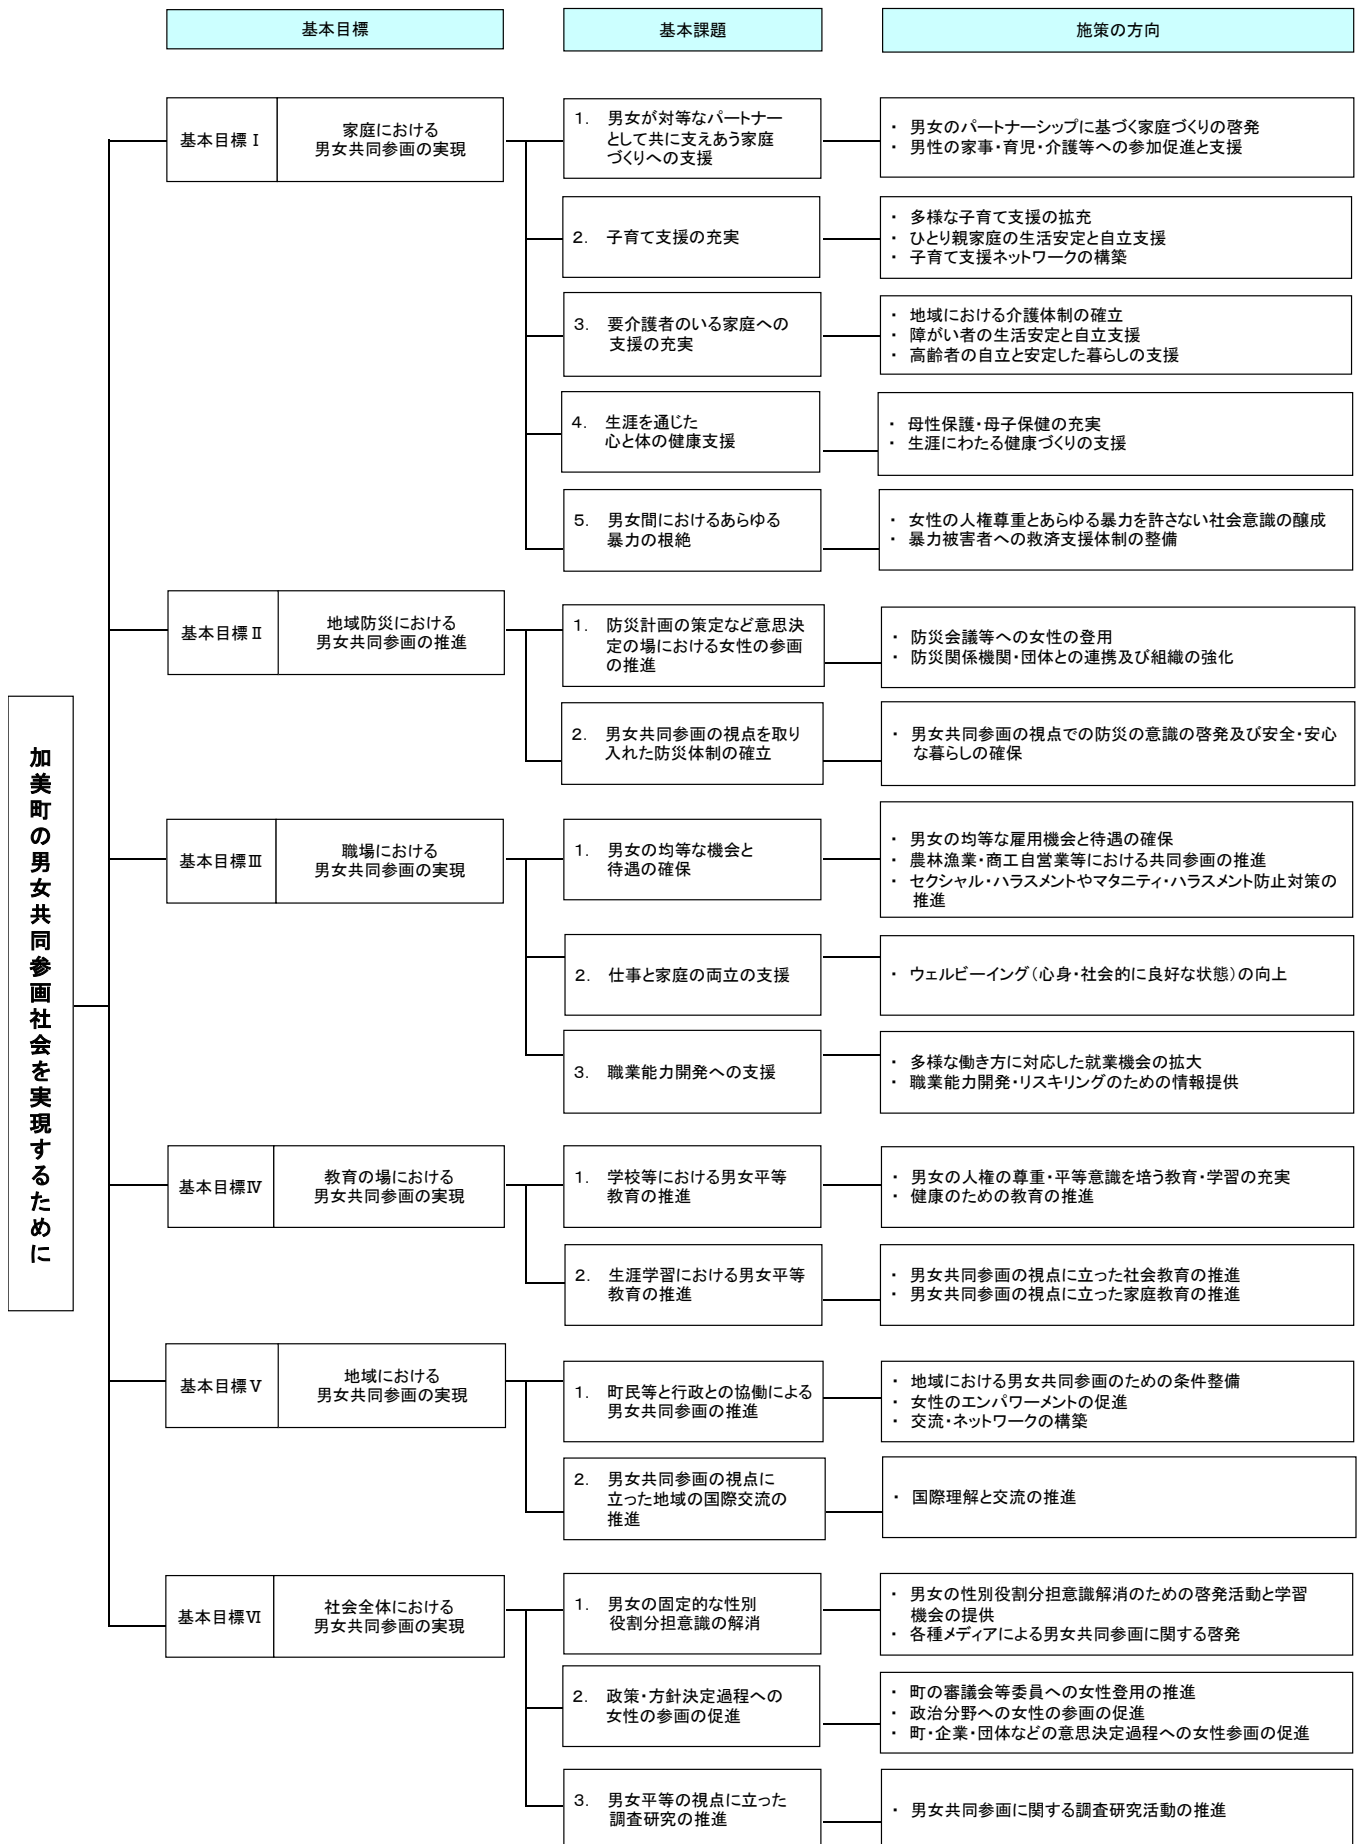 基本目標
基本課題
施策の方向
加美町の男女共同参画社会を実現するために
基本目標Ⅰ
家庭における
男女共同参画の実現
1. 男女が対等なパートナー
として共に支えあう家庭
づくりへの支援
・ 男女のパートナーシップに基づく家庭づくりの啓発
・ 男性の家事・育児・介護等への参加促進と支援
2. 子育て支援の充実
・ 多様な子育て支援の拡充
・ ひとり親家庭の生活安定と自立支援
・ 子育て支援ネットワークの構築
3. 要介護者のいる家庭への
支援の充実
・ 地域における介護体制の確立
・ 障がい者の生活安定と自立支援
・ 高齢者の自立と安定した暮らしの支援
4. 生涯を通じた
心と体の健康支援
・ 母性保護・母子保健の充実
・ 生涯にわたる健康づくりの支援
5. 男女間におけるあらゆる
暴力の根絶
・ 女性の人権尊重とあらゆる暴力を許さない社会意識の醸成
・ 暴力被害者への救済支援体制の整備
基本目標Ⅱ
地域防災における
男女共同参画の推進
1. 防災計画の策定など意思決
定の場における女性の参画
の推進
・ 防災会議等への女性の登用
・ 防災関係機関・団体との連携及び組織の強化
2. 男女共同参画の視点を取り
入れた防災体制の確立
・ 男女共同参画の視点での防災の意識の啓発及び安全・安心
な暮らしの確保
基本目標Ⅲ
職場における
男女共同参画の実現
1. 男女の均等な機会と
待遇の確保
・ 男女の均等な雇用機会と待遇の確保
・ 農林漁業・商工自営業等における共同参画の推進
・ セクシャル・ハラスメントやマタニティ・ハラスメント防止対策の
推進
2. 仕事と家庭の両立の支援
・ ウェルビーイング（心身・社会的に良好な状態）の向上
3. 職業能力開発への支援
・ 多様な働き方に対応した就業機会の拡大
・ 職業能力開発・リスキリングのための情報提供
基本目標Ⅳ
教育の場における
男女共同参画の実現
1. 学校等における男女平等
教育の推進
・ 男女の人権の尊重・平等意識を培う教育・学習の充実
・ 健康のための教育の推進
2. 生涯学習における男女平等
教育の推進
・ 男女共同参画の視点に立った社会教育の推進
・ 男女共同参画の視点に立った家庭教育の推進
基本目標Ⅴ
地域における
男女共同参画の実現
1. 町民等と行政との協働による
男女共同参画の推進
・ 地域における男女共同参画のための条件整備
・ 女性のエンパワーメントの促進
・ 交流・ネットワークの構築
2. 男女共同参画の視点に
立った地域の国際交流の
推進
・ 国際理解と交流の推進
基本目標Ⅵ
社会全体における
男女共同参画の実現
1. 男女の固定的な性別
役割分担意識の解消
・ 男女の性別役割分担意識解消のための啓発活動と学習
機会の提供
・ 各種メディアによる男女共同参画に関する啓発
2. 政策・方針決定過程への
女性の参画の促進
・ 町の審議会等委員への女性登用の推進
・ 政治分野への女性の参画の促進
・ 町・企業・団体などの意思決定過程への女性参画の促進
3. 男女平等の視点に立った
調査研究の推進
・ 男女共同参画に関する調査研究活動の推進